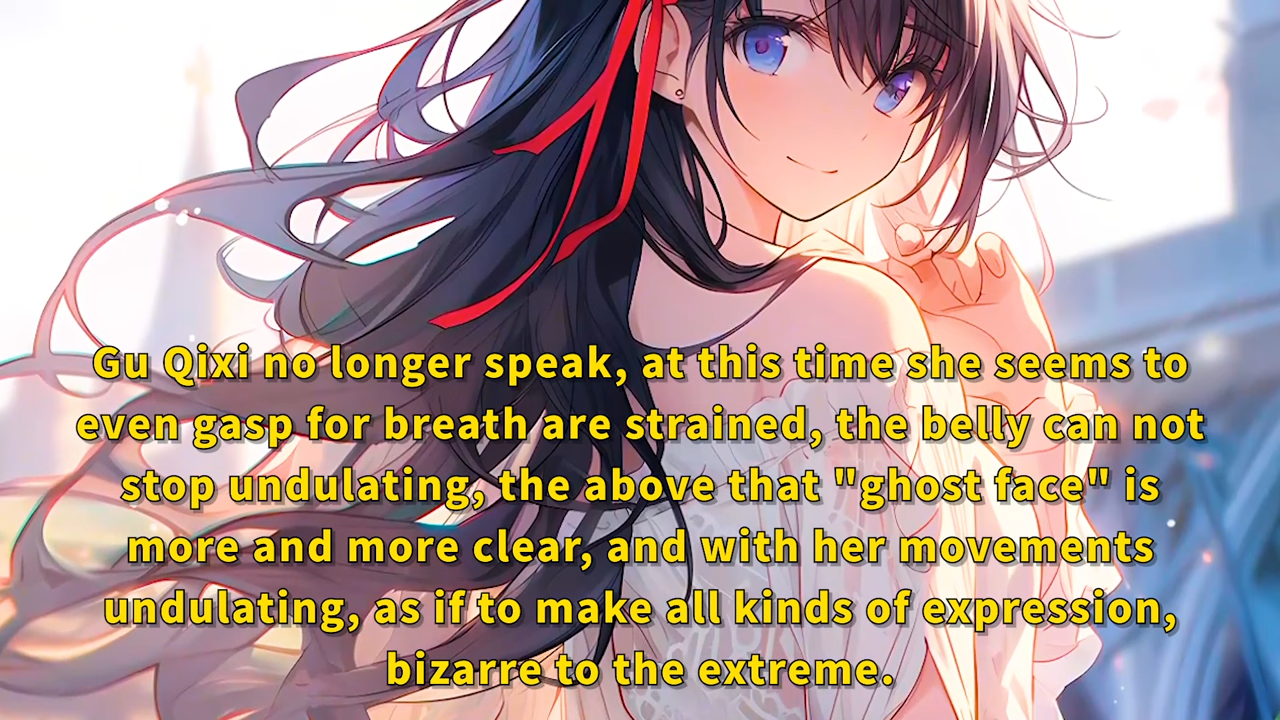 Gu Qixi no longer speak, at this time she seems to
even gasp for breath are strained, the belly can not
stop undulating, the above that "ghost face" is
more and more clear, and with her movements
undulating, as if to make all kinds of expression,
bizarre to the extreme.